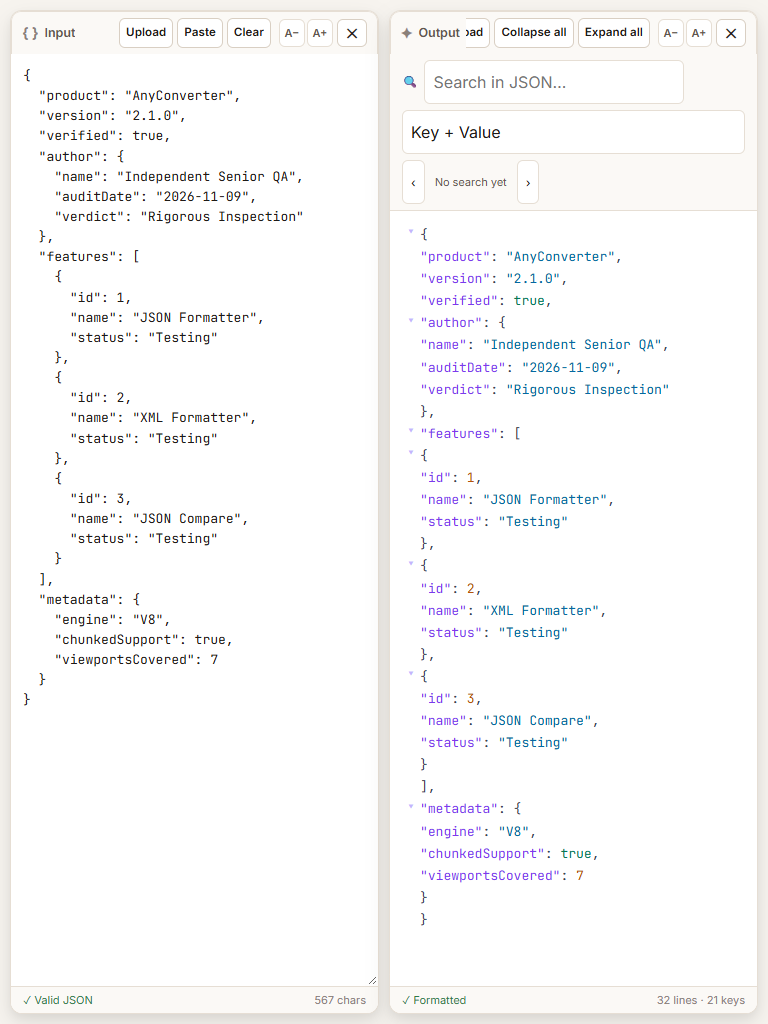 { } Input
Upload
Paste
Clear
A−
A+
{
  "product": "AnyConverter",
  "version": "2.1.0",
  "verified": true,
  "author": {
    "name": "Independent Senior QA",
    "auditDate": "2026-11-09",
    "verdict": "Rigorous Inspection"
  },
  "features": [
    {
      "id": 1,
      "name": "JSON Formatter",
      "status": "Testing"
    },
    {
      "id": 2,
      "name": "XML Formatter",
      "status": "Testing"
    },
    {
      "id": 3,
      "name": "JSON Compare",
      "status": "Testing"
    }
  ],
  "metadata": {
    "engine": "V8",
    "chunkedSupport": true,
    "viewportsCovered": 7
  }
}
✓ Valid JSON
567 chars
Output
oad
Collapse all
Expand all
A−
A+
Search in JSON...
Key + Value
‹
No search yet
›
{
"product": "AnyConverter",
"version": "2.1.0",
"verified": true,
"author": {
"name": "Independent Senior QA",
"auditDate": "2026-11-09",
"verdict": "Rigorous Inspection"
},
"features": [
{
"id": 1,
"name": "JSON Formatter",
"status": "Testing"
},
{
"id": 2,
"name": "XML Formatter",
"status": "Testing"
},
{
"id": 3,
"name": "JSON Compare",
"status": "Testing"
}
],
"metadata": {
"engine": "V8",
"chunkedSupport": true,
"viewportsCovered": 7
}
}
✓ Formatted
32 lines · 21 keys